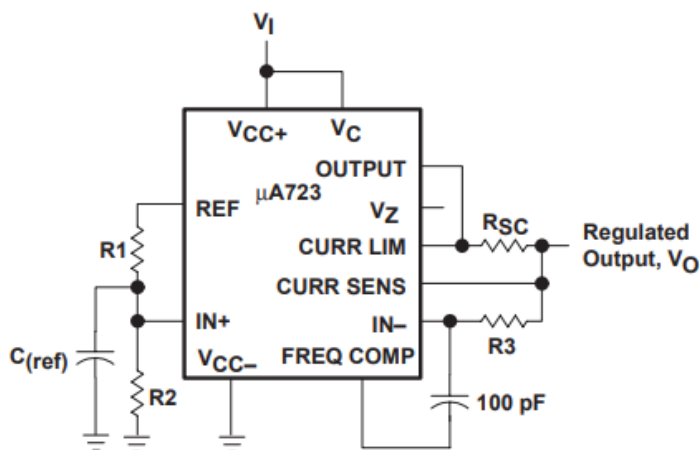 VI
VCC+
VC
OUTPUT
μA723
REF
VZ
RSC
Regulated
Output, VO
R1
CURR LIM
CURR SENS
IN+
IN–
R3
C(ref)
VCC–
FREQ COMP
R2
100 pF